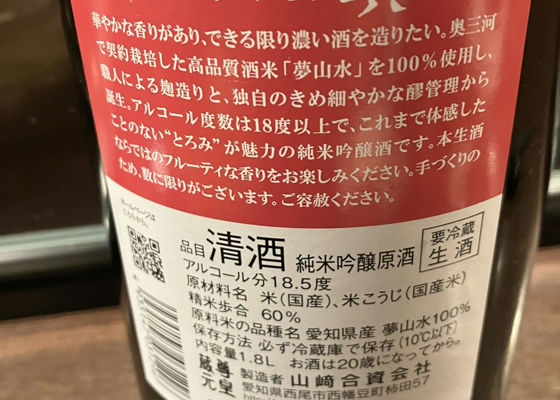 華やかな香りがあり、できる限り濃い酒を造りたい。奥三河
で契約栽培した高品質酒米「夢山水」を100%使用し、
職人による麹造りと、独自のきめ細やかな醪管理から
誕生。アルコール度数は18度以上で、これまで体感した
ことのない“とろみ”が魅力の純米吟醸酒です。本生酒
ならではのフルーティな香りをお楽しみください。手づくりの
ため、数に限りがございます。ご容赦ください。
ホームページは
こちらから。
品目 清酒 純米吟醸原酒
要冷蔵
生酒
アルコール分18.5度
原材料名 米(国産)、米こうじ(国産米)
精米歩合 60%
原料米の品種名 愛知県産 夢山水100%
保存方法 必ず冷蔵庫で保存(10℃以下)
内容量1.8L お酒は20歳になってから。
蔵元 尊皇 製造者 山﨑合資会社
愛知県西尾市西幡豆町柿田57